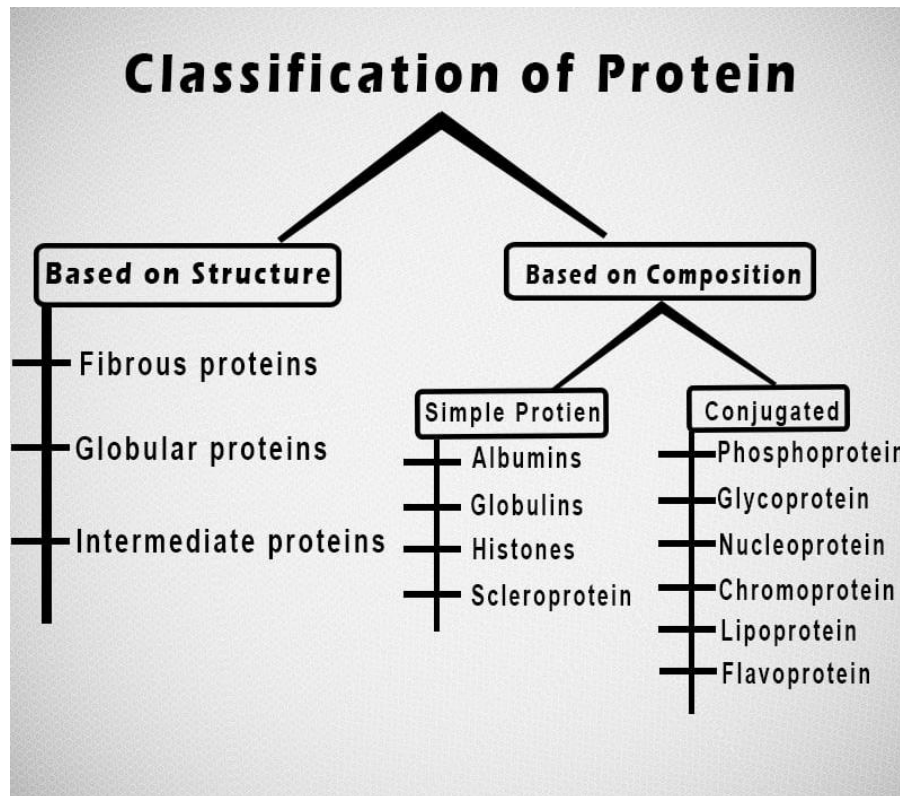 Classification of Protein
Based on Structure
Fibrous proteins
Globular proteins
Intermediate proteins
Based on Composition
Simple Protien
Albumins
Globulins
Histones
Scleroprotein
Conjugated
Phosphoprotein
Glycoprotein
Nucleoprotein
Chromoprotein
Lipoprotein
Flavoprotein